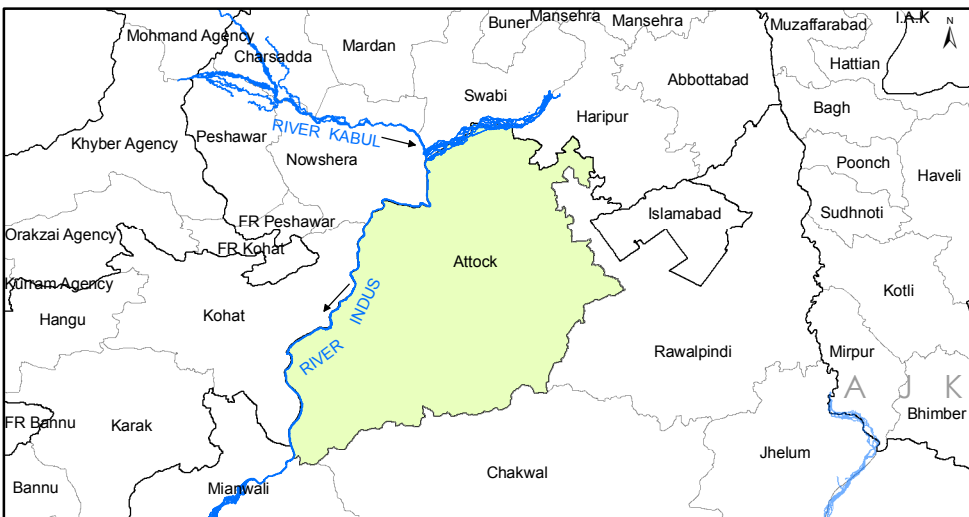 Mansehra
Mansehra
Muzaffarabad
I.A.K
N
Buner
Mohmand Agency
Mardan
Charsadda
Hattian
Abbottabad
Swabi
Bagh
Haripur
RIVER KABUL
Peshawar
Khyber Agency
Nowshera
Poonch
Haveli
FR Peshawar
Islamabad
Sudhnoti
Orakzai Agency
FR Kohat
Attock
Kurram Agency
Kotli
Hangu
Kohat
RIVER INDUS
Rawalpindi
Mirpur
A J K
FR Bannu
Karak
Bhimber
Jhelum
Chakwal
Bannu
Mianwali